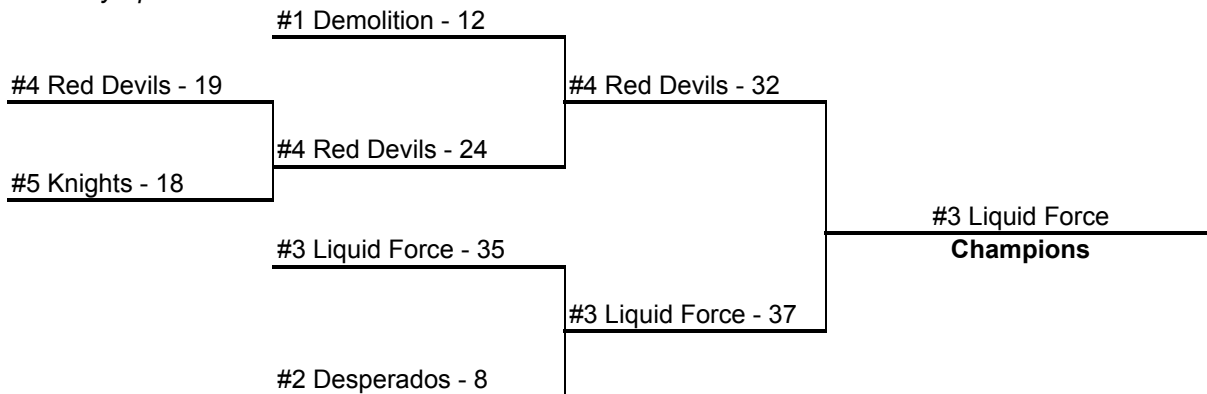 #1 Demolition - 12
#4 Red Devils - 19
#4 Red Devils - 32
#4 Red Devils - 24
#5 Knights - 18
#3 Liquid Force
#3 Liquid Force - 35
Champions
#3 Liquid Force - 37
#2 Desperados - 8